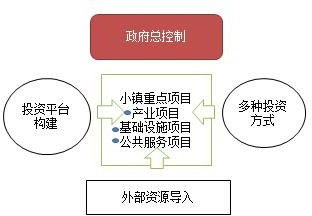 政府总控制
投资平台
构建
小镇重点项目
●产业项目
●基础设施项目
●公共服务项目
多种投资
方式
外部资源导入